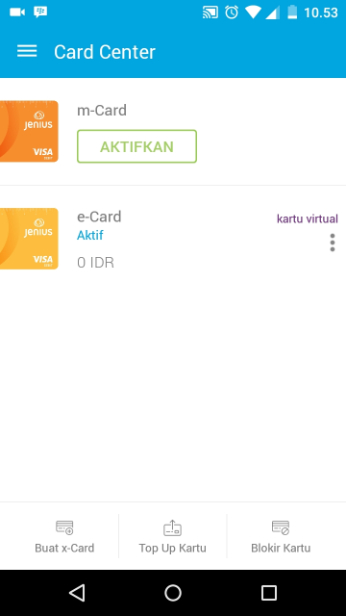 10.53
Card Center
jenius
VISA
m-Card
AKTIFKAN
jenius
VISA
e-Card
kartu virtual
Aktif
0 IDR
Buat x-Card
Top Up Kartu
Blokir Kartu